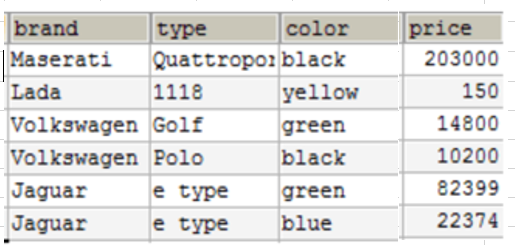 brand type color price
Maserati Quattropor black 203000
Lada 1118 yellow 150
Volkswagen Golf green 14800
Volkswagen Polo black 10200
Jaguar e type green 82399
Jaguar e type blue 22374